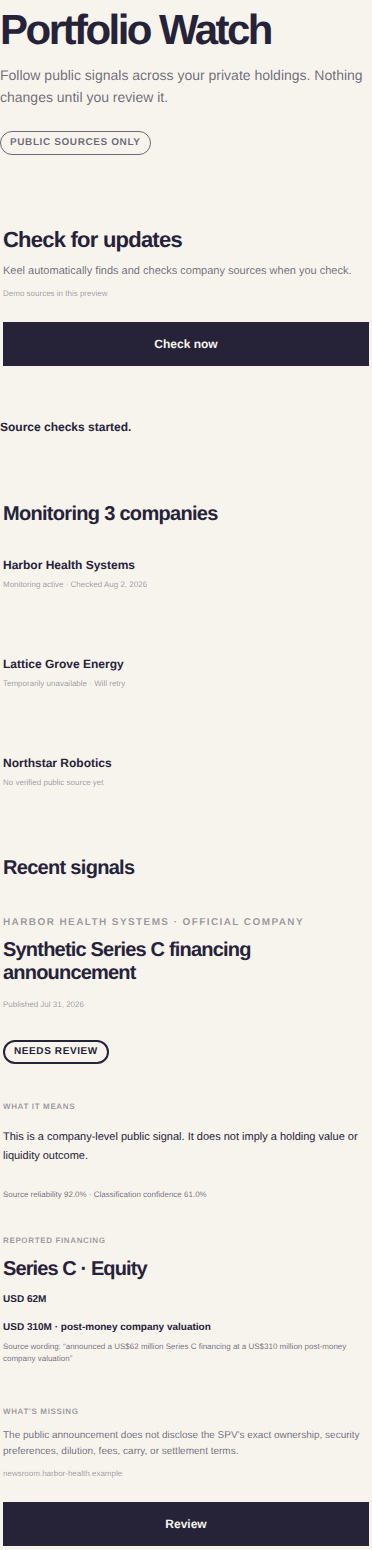 Portfolio Watch
Follow public signals across your private holdings. Nothing
changes until you review it.
PUBLIC SOURCES ONLY
Check for updates
Keel automatically finds and checks company sources when you check.
Demo sources in this preview
Check now
Source checks started.
Monitoring 3 companies
Harbor Health Systems
Monitoring active · Checked Aug 2, 2026
Lattice Grove Energy
Temporarily unavailable · Will retry
Northstar Robotics
No verified public source yet
Recent signals
HARBOR HEALTH SYSTEMS · OFFICIAL COMPANY
Synthetic Series C financing
announcement
Published Jul 31, 2026
NEEDS REVIEW
WHAT IT MEANS
This is a company-level public signal. It does not imply a holding value or
liquidity outcome.
Source reliability 92.0% · Classification confidence 61.0%
REPORTED FINANCING
Series C · Equity
USD 62M
USD 310M · post-money company valuation
Source wording: “announced a US$62 million Series C financing at a US$310 million post-money
company valuation”
WHAT'S MISSING
The public announcement does not disclose the SPV's exact ownership, security
preferences, dilution, fees, carry, or settlement terms.
newsroom.harbor-health.example
Review